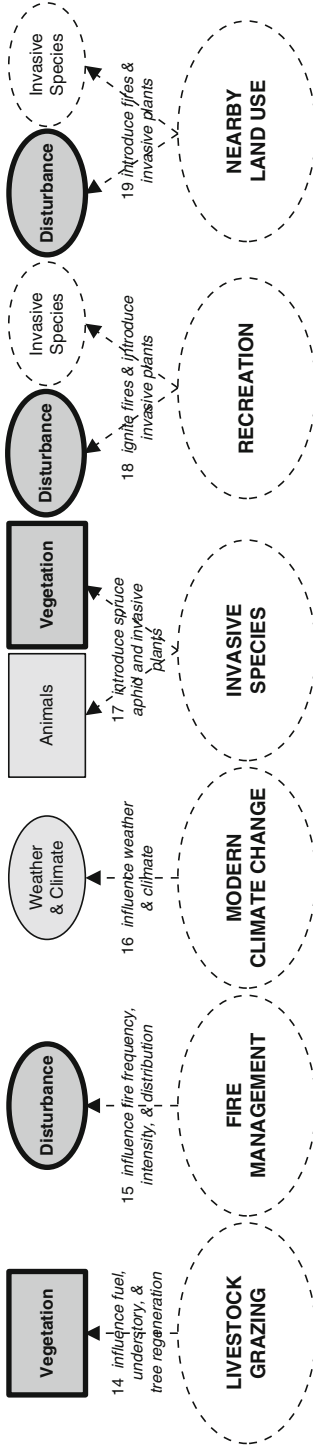 Vegetation
14 influence fuel,
understory, &
tree regeneration
LIVESTOCK
GRAZING
Disturbance
15 influence fire frequency,
intensity, & distribution
FIRE
MANAGEMENT
Weather
& Climate
16 influence weather
& climate
MODERN
CLIMATE CHANGE
Animals
Vegetation
17 introduce spruce
aphid and invasive
plants
INVASIVE
SPECIES
Disturbance
Invasive
Species
18 ignite fires & introduce
invasive plants
RECREATION
Disturbance
Invasive
Species
19 introduce fires &
invasive plants
NEARBY
LAND USE